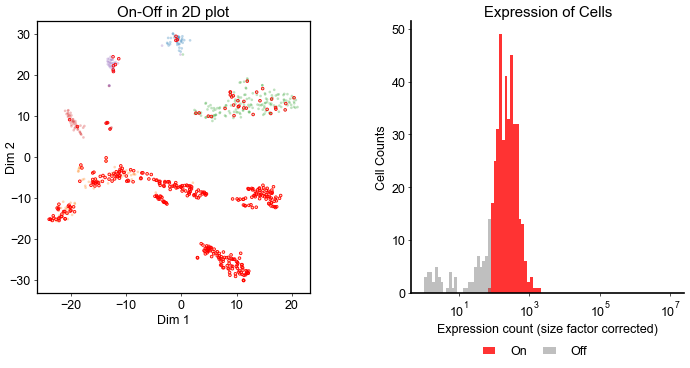 On-Off in 2D plot
Dim 2
30
20
10
0
−10
−20
−30
−20 −10 0 10 20
Dim 1
Expression of Cells
Cell Counts
50
40
30
20
10
0
10^1 10^3 10^5 10^7
Expression count (size factor corrected)
On Off